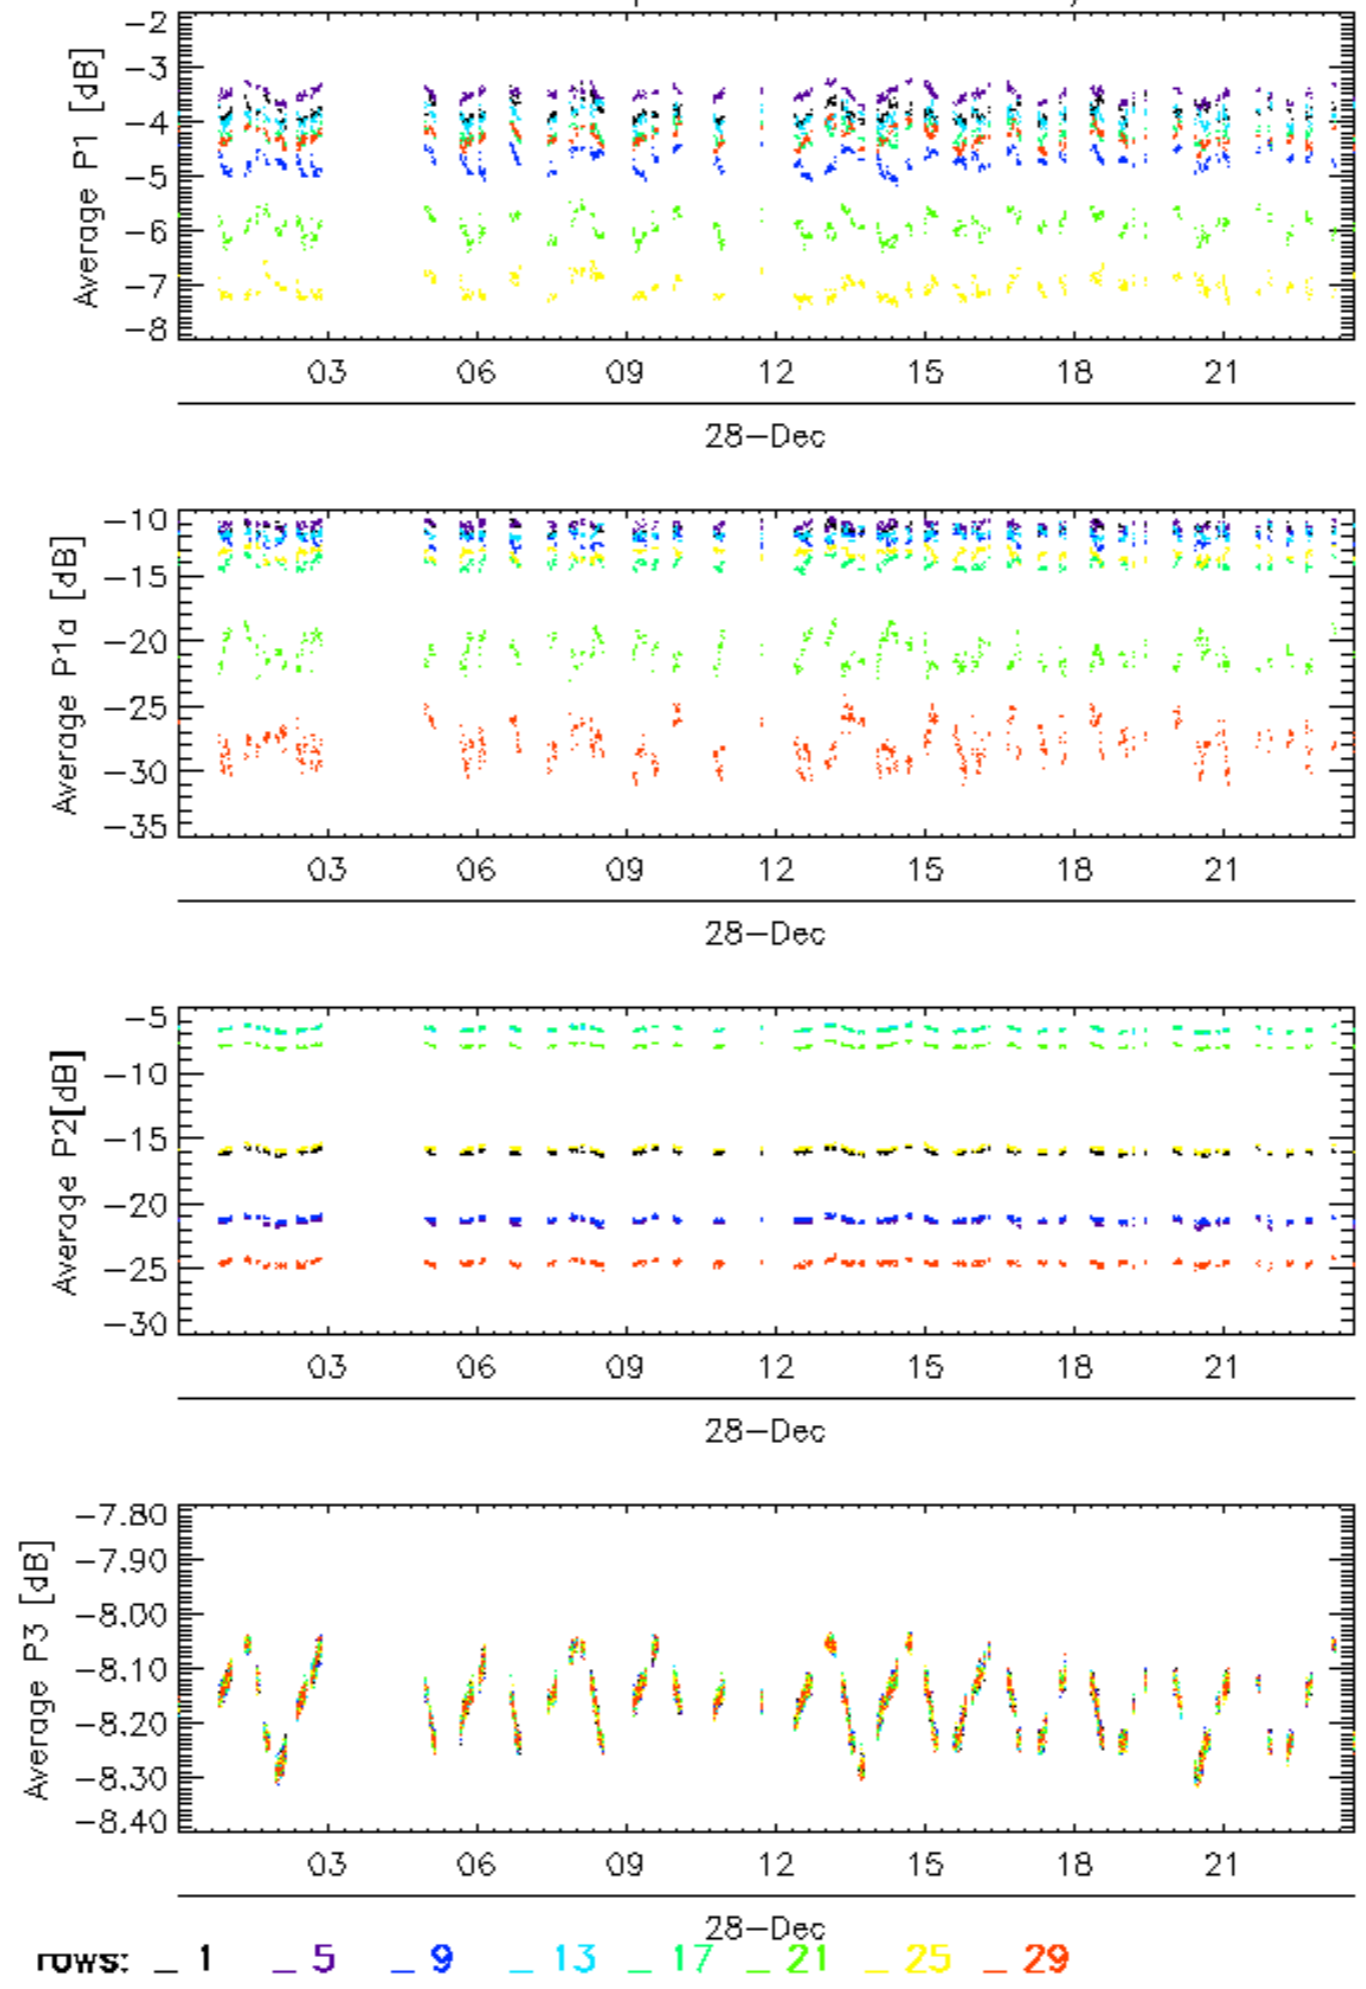 Average P1 [dB]
-2
-3
-4
-5
-6
-7
-8
03 06 09 12 15 18 21
28-Dec
Average P1a [dB]
-10
-15
-20
-25
-30
-35
03 06 09 12 15 18 21
28-Dec
Average P2[dB]
-5
-10
-15
-20
-25
-30
03 06 09 12 15 18 21
28-Dec
Average P3 [dB]
-7.80
-7.90
-8.00
-8.10
-8.20
-8.30
-8.40
03 06 09 12 15 18 21
28-Dec
rows: _ 1 _ 5 _ 9 _ 13 _ 17 _ 21 _ 25 _ 29